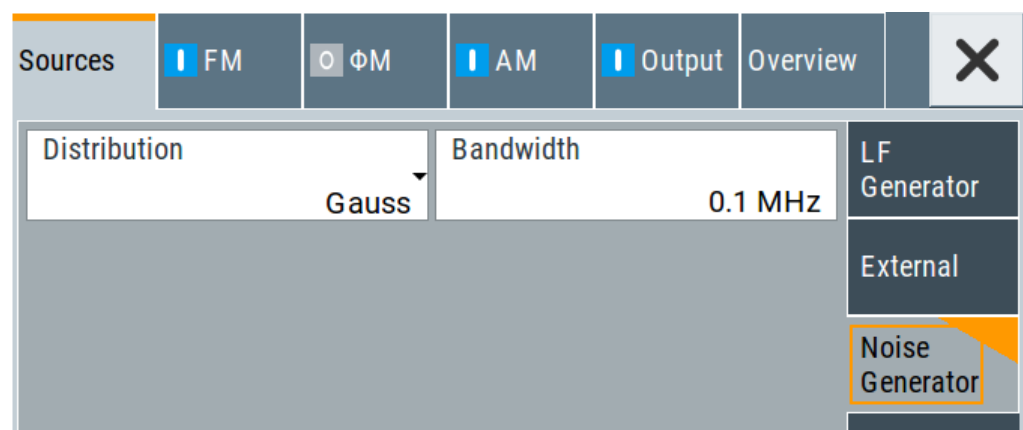 Sources
I FM
O ΦM
I AM
I Output
Overview
Distribution
Gauss
Bandwidth
0.1 MHz
LF
Generator
External
Noise
Generator